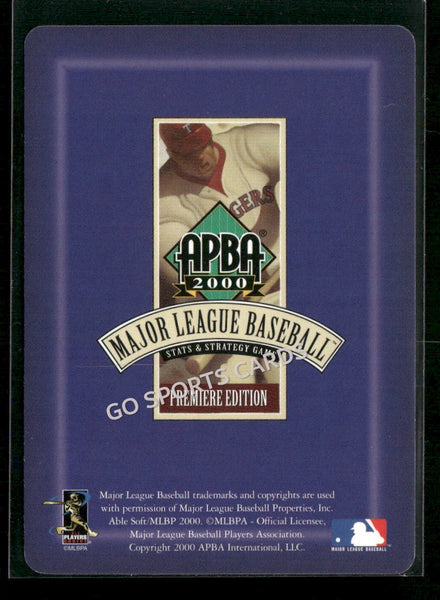 T
GERS
APBA®
2000
MAJOR LEAGUE BASEBALL™
STATS & STRATEGY GAME
GO SPORTS CARDS
PREMIERE EDITION
Major League Baseball trademarks and copyrights are used
with permission of Major League Baseball Properties, Inc.
Able Soft/MLBP 2000. ©MLBPA - Official Licensee,
Major League Baseball Players Association.
Copyright 2000 APBA International, LLC.
PLAYERS
©MLBPA
MAJOR LEAGUE BASEBALL